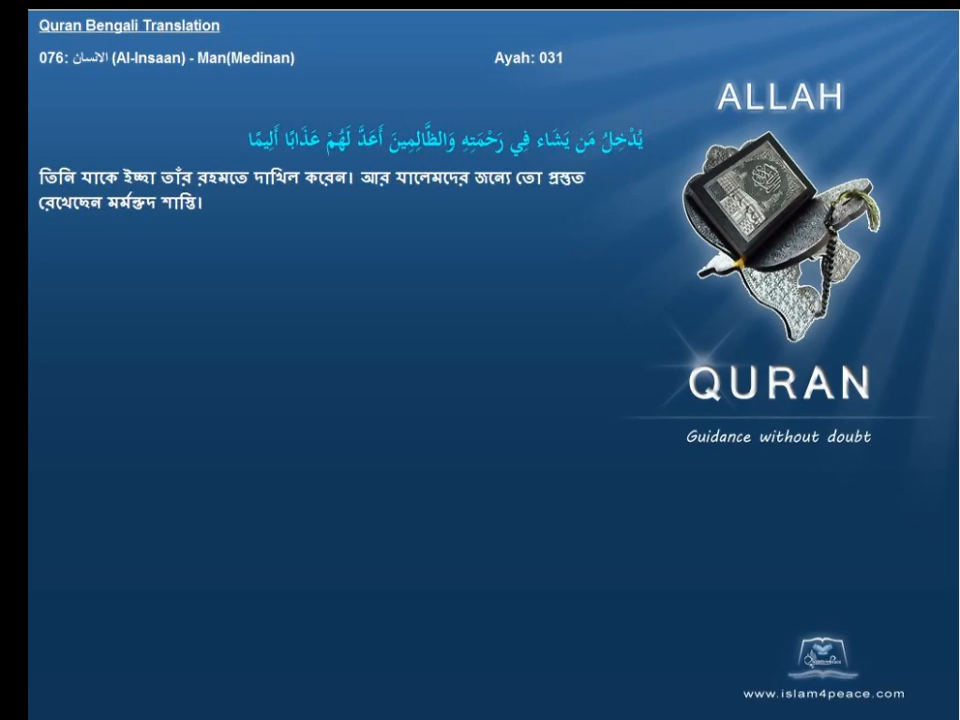 Quran Bengali Translation
076: الانسان (Al-Insaan) - Man(Medinan) Ayah: 031
ALLAH
يُدْخِلُ مَن يَشَاء فِي رَحْمَتِهِ وَالظَّالِمِينَ أَعَدَّ لَهُمْ عَذَابًا أَلِيمًا
তিনি যাকে ইচ্ছা তাঁর রহমতে দাখিল করেন। আর যালেমদের জন্যে তো প্রস্তুত
রেখেছেন মর্মন্তুদ শাস্তি।
QURAN
Guidance without doubt
www.islam4peace.com